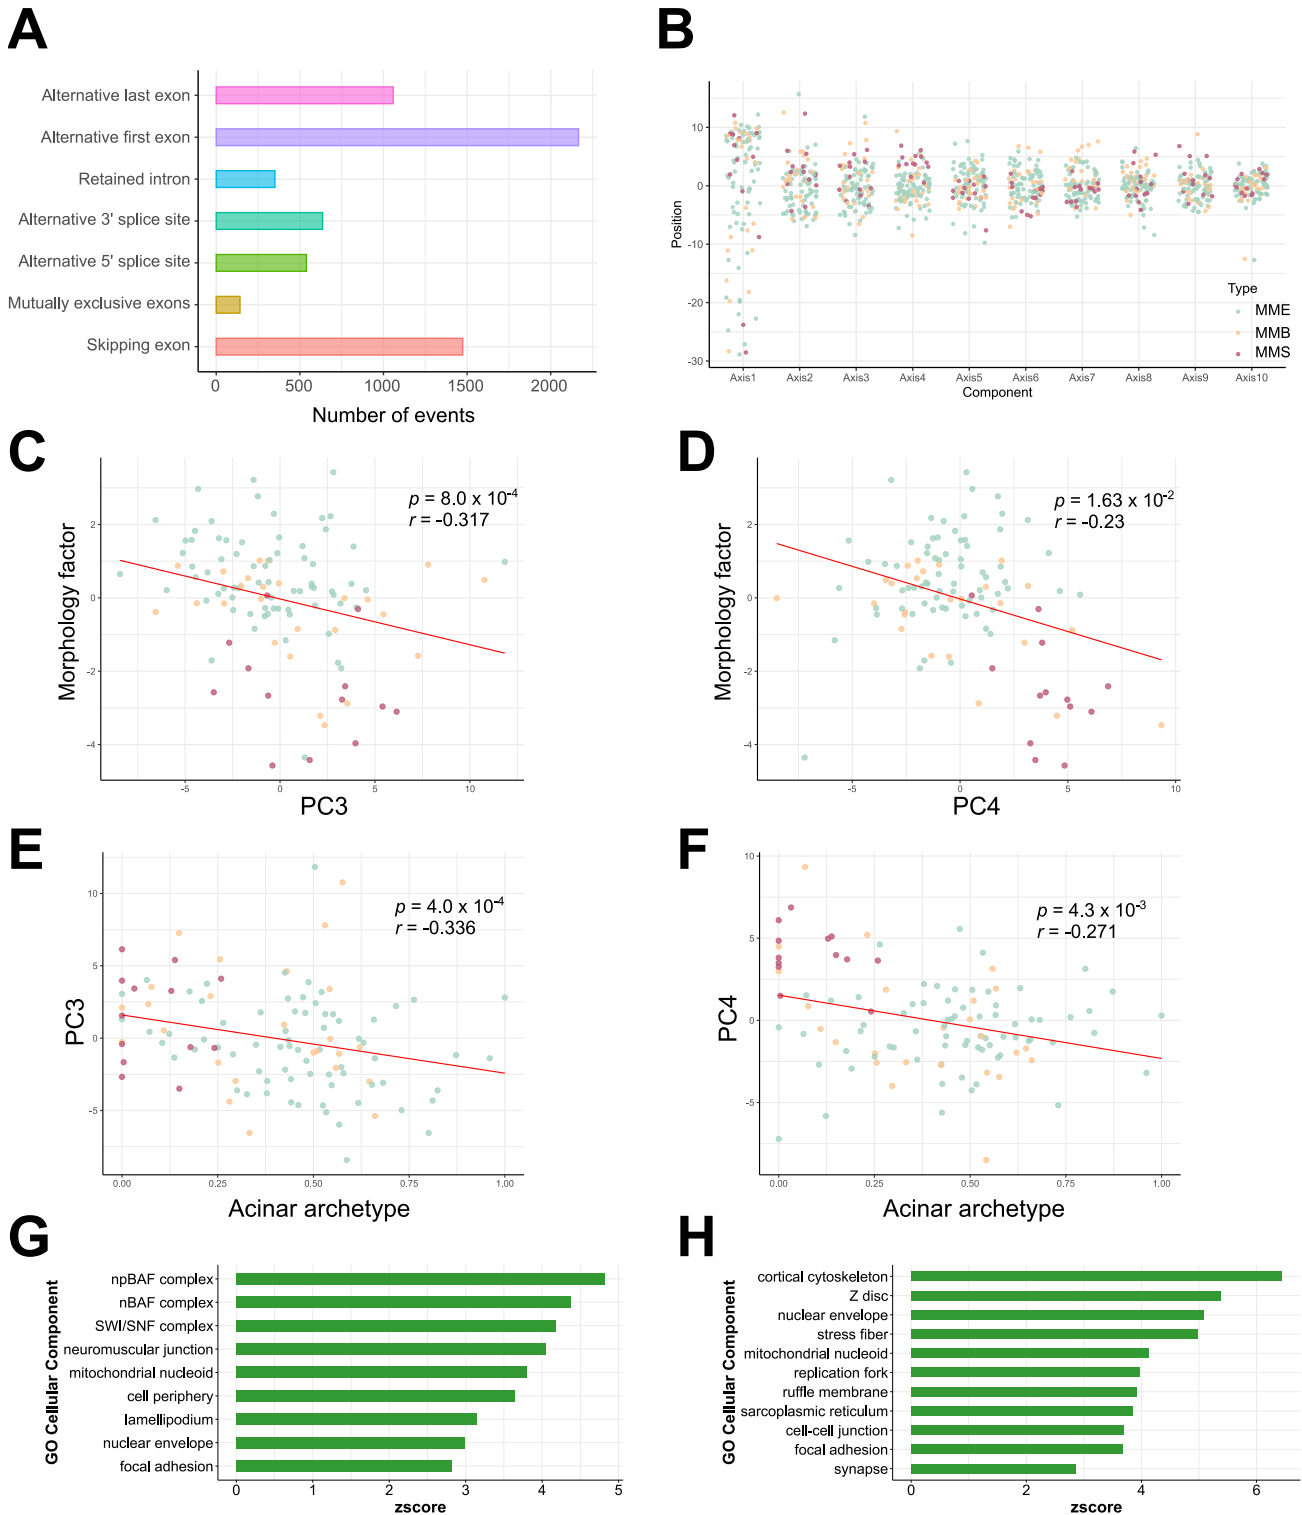 A
Alternative last exon
Alternative first exon
Retained intron
Alternative 3' splice site
Alternative 5' splice site
Mutually exclusive exons
Skipping exon
0 500 1000 1500 2000
Number of events
B
Position
10
0
-10
-20
-30
Type
MME
MMB
MMS
Axis1 Axis2 Axis3 Axis4 Axis5 Axis6 Axis7 Axis8 Axis9 Axis10
Component
C
Morphology factor
2
0
-2
-4
p = 8.0 x 10-4
r = -0.317
-5 0 5 10
PC3
D
Morphology factor
2
0
-2
-4
p = 1.63 x 10-2
r = -0.23
-5 0 5 10
PC4
E
PC3
10
5
0
-5
p = 4.0 x 10-4
r = -0.336
0.00 0.25 0.50 0.75 1.00
Acinar archetype
F
PC4
10
5
0
-5
p = 4.3 x 10-3
r = -0.271
0.00 0.25 0.50 0.75 1.00
Acinar archetype
G
GO Cellular Component
npBAF complex
nBAF complex
SWI/SNF complex
neuromuscular junction
mitochondrial nucleoid
cell periphery
lamellipodium
nuclear envelope
focal adhesion
0 1 2 3 4 5
zscore
H
GO Cellular Component
cortical cytoskeleton
Z disc
nuclear envelope
stress fiber
mitochondrial nucleoid
replication fork
ruffle membrane
sarcoplasmic reticulum
cell-cell junction
focal adhesion
synapse
0 2 4 6
zscore